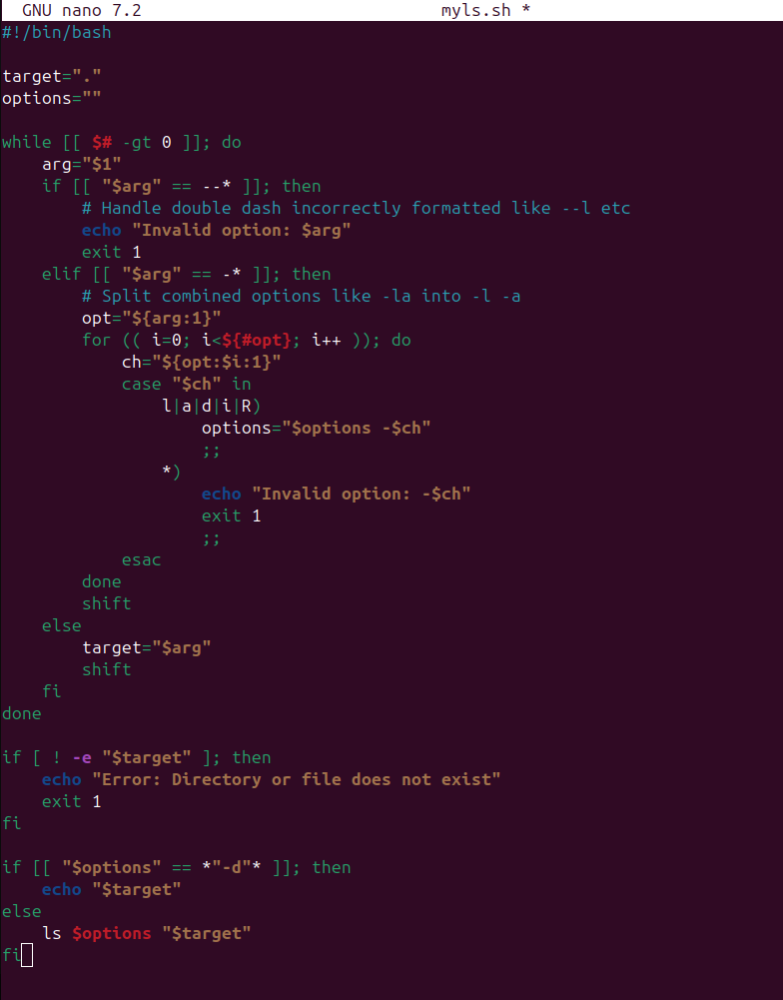 GNU nano 7.2 myls.sh *
#!/bin/bash
target="."
options=""
while [[ $# -gt 0 ]]; do
    arg="$1"
    if [[ "$arg" == --* ]]; then
        # Handle double dash incorrectly formatted like --l etc
        echo "Invalid option: $arg"
        exit 1
    elif [[ "$arg" == -* ]]; then
        # Split combined options like -la into -l -a
        opt="${arg:1}"
        for (( i=0; i<${#opt}; i++ )); do
            ch="${opt:$i:1}"
            case "$ch" in
                l|a|d|i|R)
                    options="$options -$ch"
                    ;;
                *)
                    echo "Invalid option: -$ch"
                    exit 1
                    ;;
            esac
        done
        shift
    else
        target="$arg"
        shift
    fi
done
if [ ! -e "$target" ]; then
    echo "Error: Directory or file does not exist"
    exit 1
fi
if [[ "$options" == *"-d"* ]]; then
    echo "$target"
else
    ls $options "$target"
fi